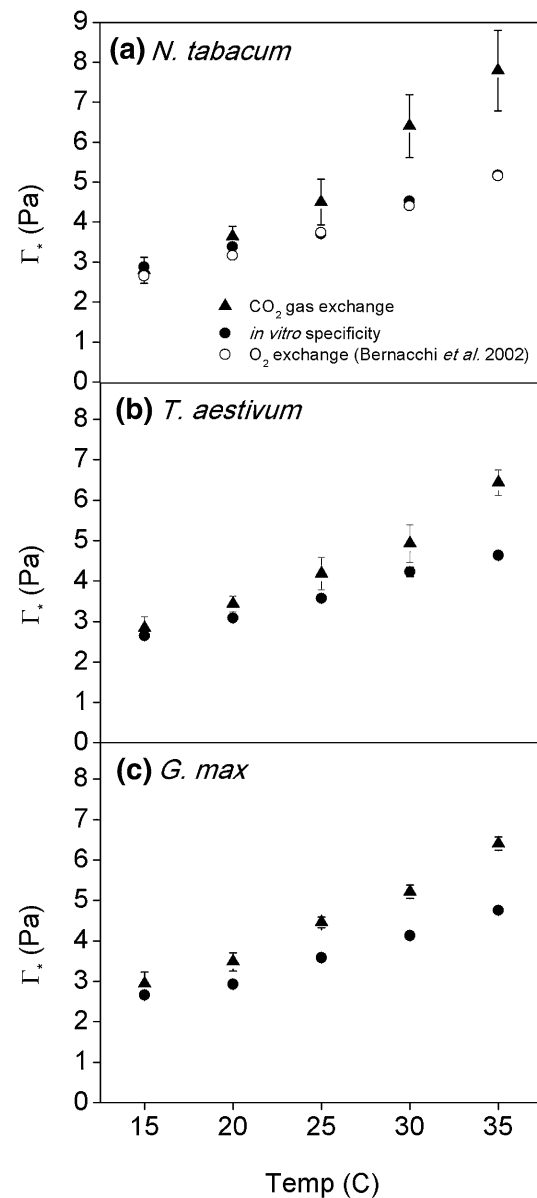 9
(a) N. tabacum
8
7
6
5
4
3
2
1
0
Γ* (Pa)
CO2 gas exchange
in vitro specificity
O2 exchange (Bernacchi et al. 2002)
(b) T. aestivum
8
7
6
5
4
3
2
1
0
Γ* (Pa)
(c) G. max
8
7
6
5
4
3
2
1
0
Γ* (Pa)
15 20 25 30 35
Temp (C)